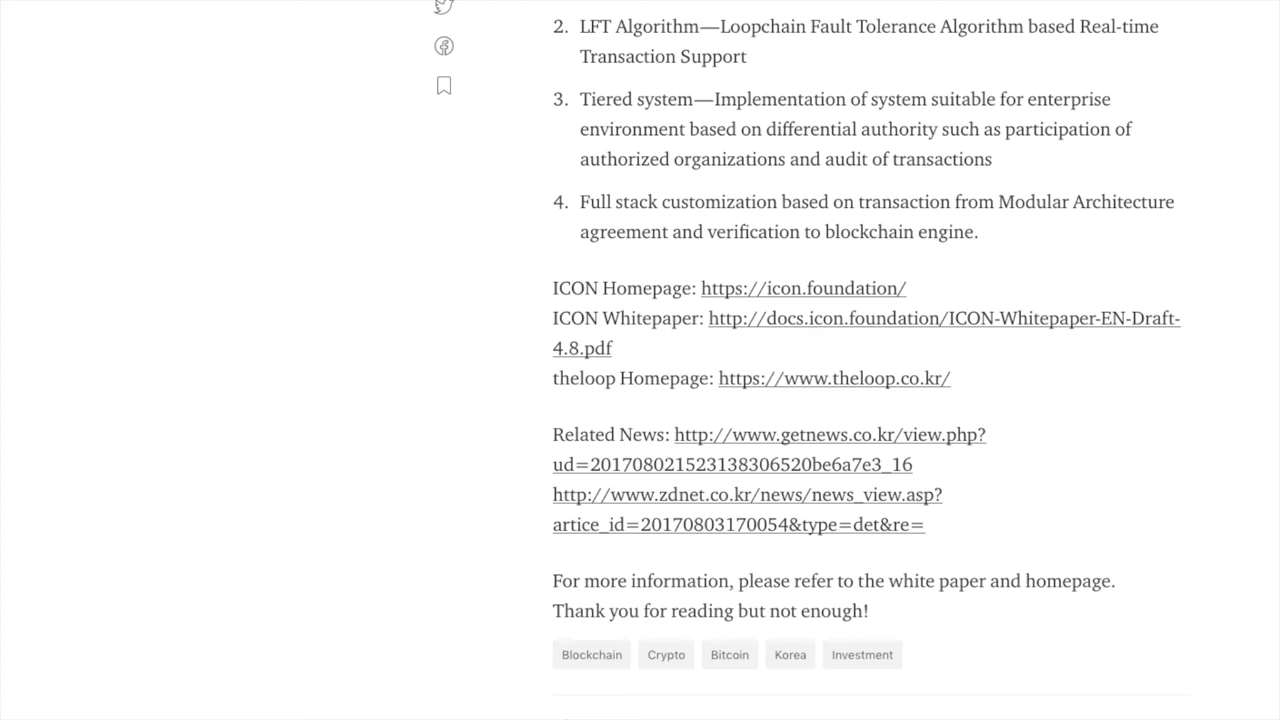 2. LFT Algorithm—Loopchain Fault Tolerance Algorithm based Real-time
Transaction Support
3. Tiered system—Implementation of system suitable for enterprise
environment based on differential authority such as participation of
authorized organizations and audit of transactions
4. Full stack customization based on transaction from Modular Architecture
agreement and verification to blockchain engine.
ICON Homepage: https://icon.foundation/
ICON Whitepaper: http://docs.icon.foundation/ICON-Whitepaper-EN-Draft-
4.8.pdf
theloop Homepage: https://www.theloop.co.kr/
Related News: http://www.getnews.co.kr/view.php?
ud=201708021523138306520be6a7e3_16
http://www.zdnet.co.kr/news/news_view.asp?
artice_id=20170803170054&type=det&re=
For more information, please refer to the white paper and homepage.
Thank you for reading but not enough!
Blockchain Crypto Bitcoin Korea Investment